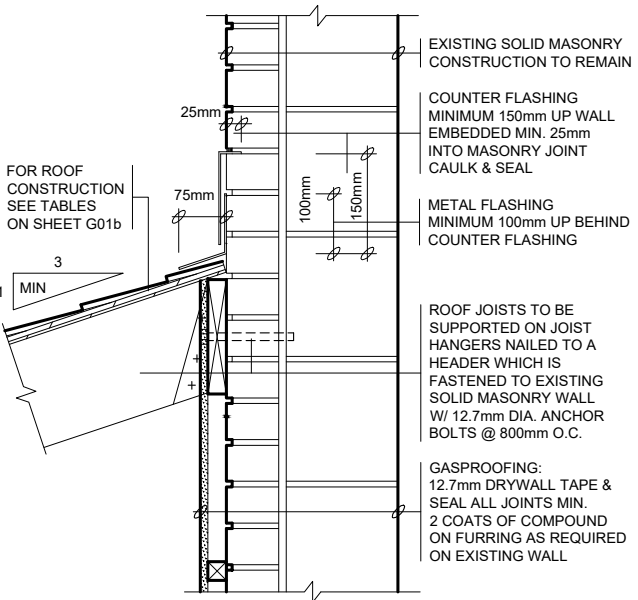 EXISTING SOLID MASONRY
CONSTRUCTION TO REMAIN
25mm
COUNTER FLASHING
MINIMUM 150mm UP WALL
EMBEDDED MIN. 25mm
INTO MASONRY JOINT
CAULK & SEAL
FOR ROOF
CONSTRUCTION
SEE TABLES
ON SHEET G01b
75mm
100mm
150mm
METAL FLASHING
MINIMUM 100mm UP BEHIND
COUNTER FLASHING
3
MIN
ROOF JOISTS TO BE
SUPPORTED ON JOIST
HANGERS NAILED TO A
HEADER WHICH IS
FASTENED TO EXISTING
SOLID MASONRY WALL
W/ 12.7mm DIA. ANCHOR
BOLTS @ 800mm O.C.
GASPROOFING:
12.7mm DRYWALL TAPE &
SEAL ALL JOINTS MIN.
2 COATS OF COMPOUND
ON FURRING AS REQUIRED
ON EXISTING WALL